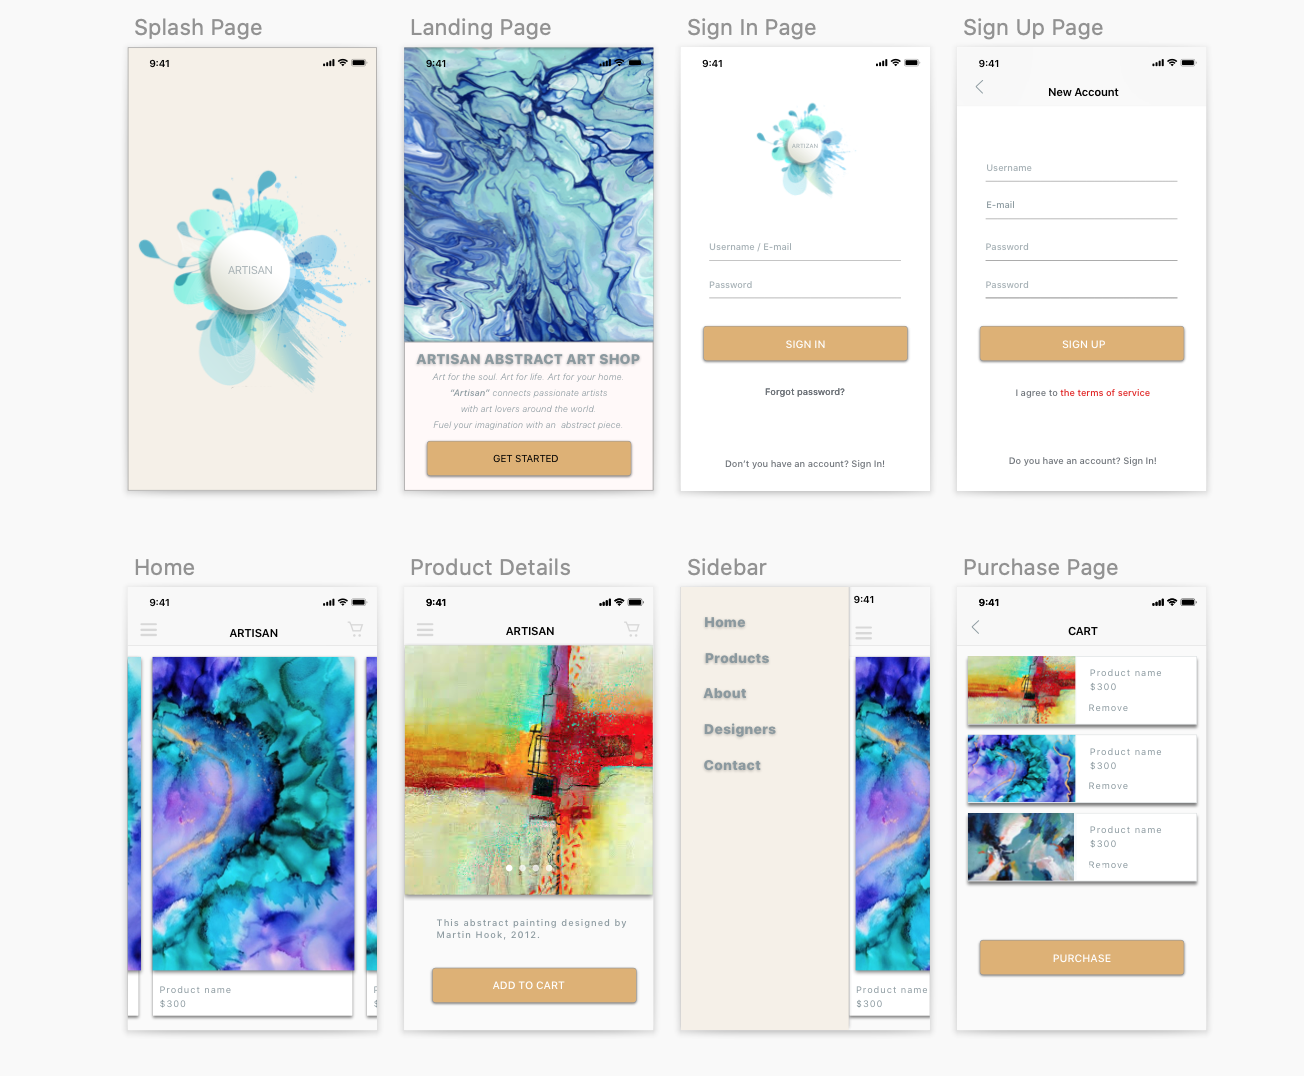 Splash Page
9:41
ARTISAN
Landing Page
9:41
ARTISAN ABSTRACT ART SHOP
Art for the soul. Art for life. Art for your home.
"Artisan" connects passionate artists
with art lovers around the world.
Fuel your imagination with an abstract piece.
GET STARTED
Sign In Page
9:41
ARTIZAN
Username / E-mail
Password
SIGN IN
Forgot password?
Don't you have an account? Sign In!
Sign Up Page
9:41
New Account
Username
E-mail
Password
Password
SIGN UP
I agree to the terms of service
Do you have an account? Sign In!
Home
9:41
ARTISAN
Product name
$300
Product Details
9:41
ARTISAN
This abstract painting designed by
Martin Hook, 2012.
ADD TO CART
Sidebar
Home
Products
About
Designers
Contact
9:41
Product name
$300
Purchase Page
9:41
CART
Product name
$300
Remove
Product name
$300
Remove
Product name
$300
Remove
PURCHASE